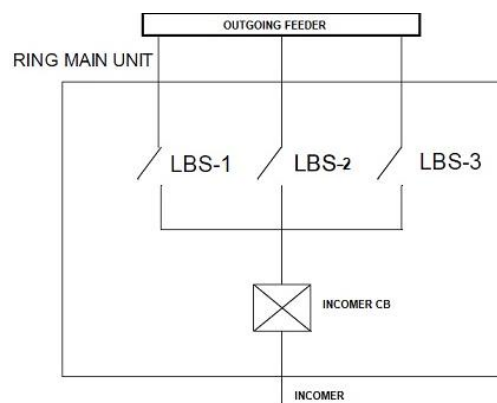 OUTGOING FEEDER
RING MAIN UNIT
LBS-1
LBS-2
LBS-3
INCOMER CB
INCOMER